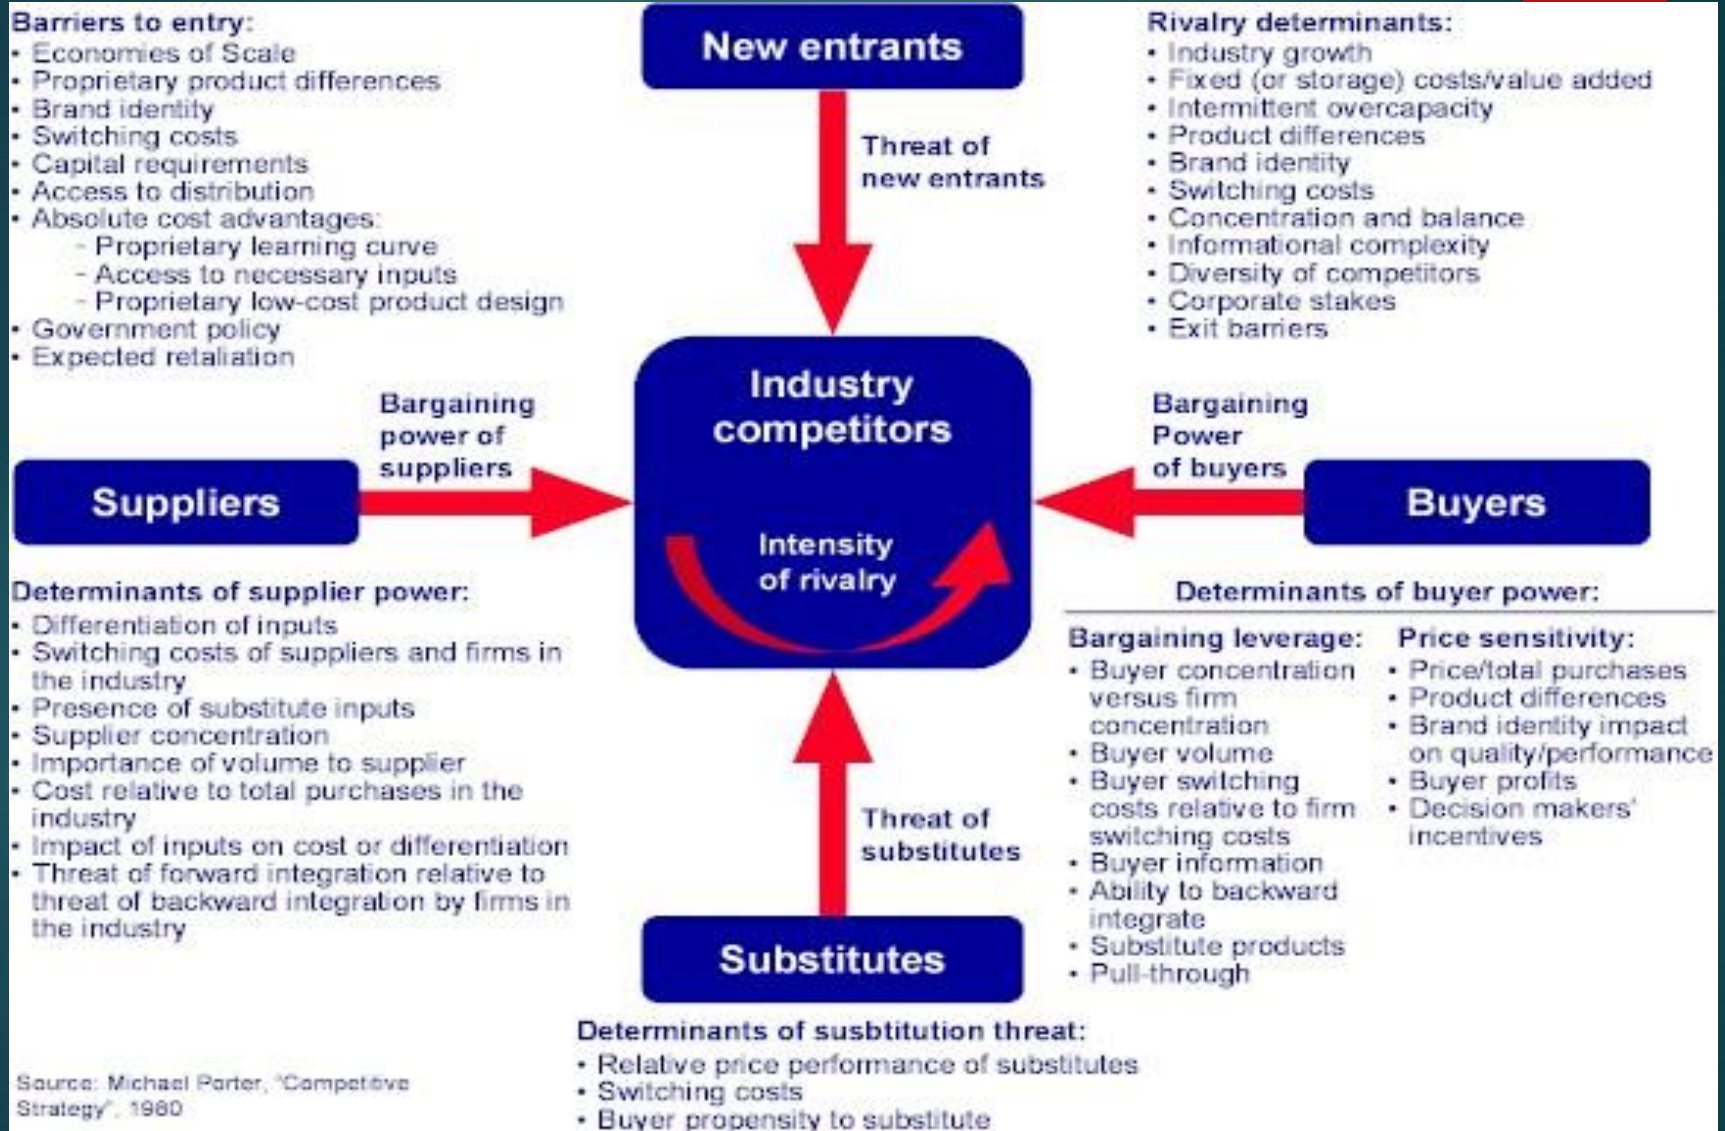 Barriers to entry:
• Economies of Scale
• Proprietary product differences
• Brand identity
• Switching costs
• Capital requirements
• Access to distribution
• Absolute cost advantages:
- Proprietary learning curve
- Access to necessary inputs
- Proprietary low-cost product design
• Government policy
• Expected retaliation
New entrants
Threat of
new entrants
Rivalry determinants:
• Industry growth
• Fixed (or storage) costs/value added
• Intermittent overcapacity
• Product differences
• Brand identity
• Switching costs
• Concentration and balance
• Informational complexity
• Diversity of competitors
• Corporate stakes
• Exit barriers
Bargaining
power of
suppliers
Suppliers
Industry
competitors
Intensity
of rivalry
Bargaining
Power
of buyers
Buyers
Determinants of supplier power:
• Differentiation of inputs
• Switching costs of suppliers and firms in
the industry
• Presence of substitute inputs
• Supplier concentration
• Importance of volume to supplier
• Cost relative to total purchases in the
industry
• Impact of inputs on cost or differentiation
• Threat of forward integration relative to
threat of backward integration by firms in
the industry
Threat of
substitutes
Substitutes
Determinants of buyer power:
Bargaining leverage:
• Buyer concentration
versus firm
concentration
• Buyer volume
• Buyer switching
costs relative to firm
switching costs
• Buyer information
• Ability to backward
integrate
• Substitute products
• Pull-through
Price sensitivity:
• Price/total purchases
• Product differences
• Brand identity impact
on quality/performance
• Buyer profits
• Decision makers'
incentives
Determinants of susbtitution threat:
• Relative price performance of substitutes
• Switching costs
• Buyer propensity to substitute
Source: Michael Porter, "Competitive
Strategy", 1980